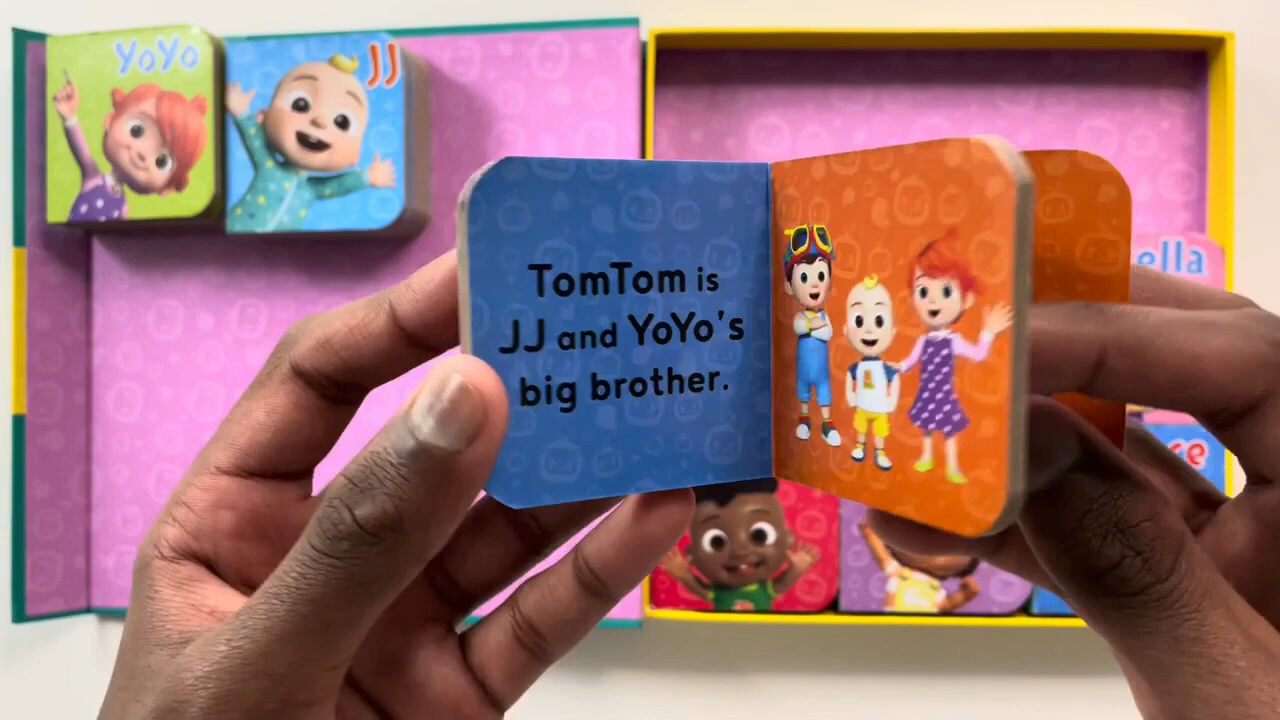 YoYo
JJ
TomTom is
JJ and YoYo's
big brother.
ella